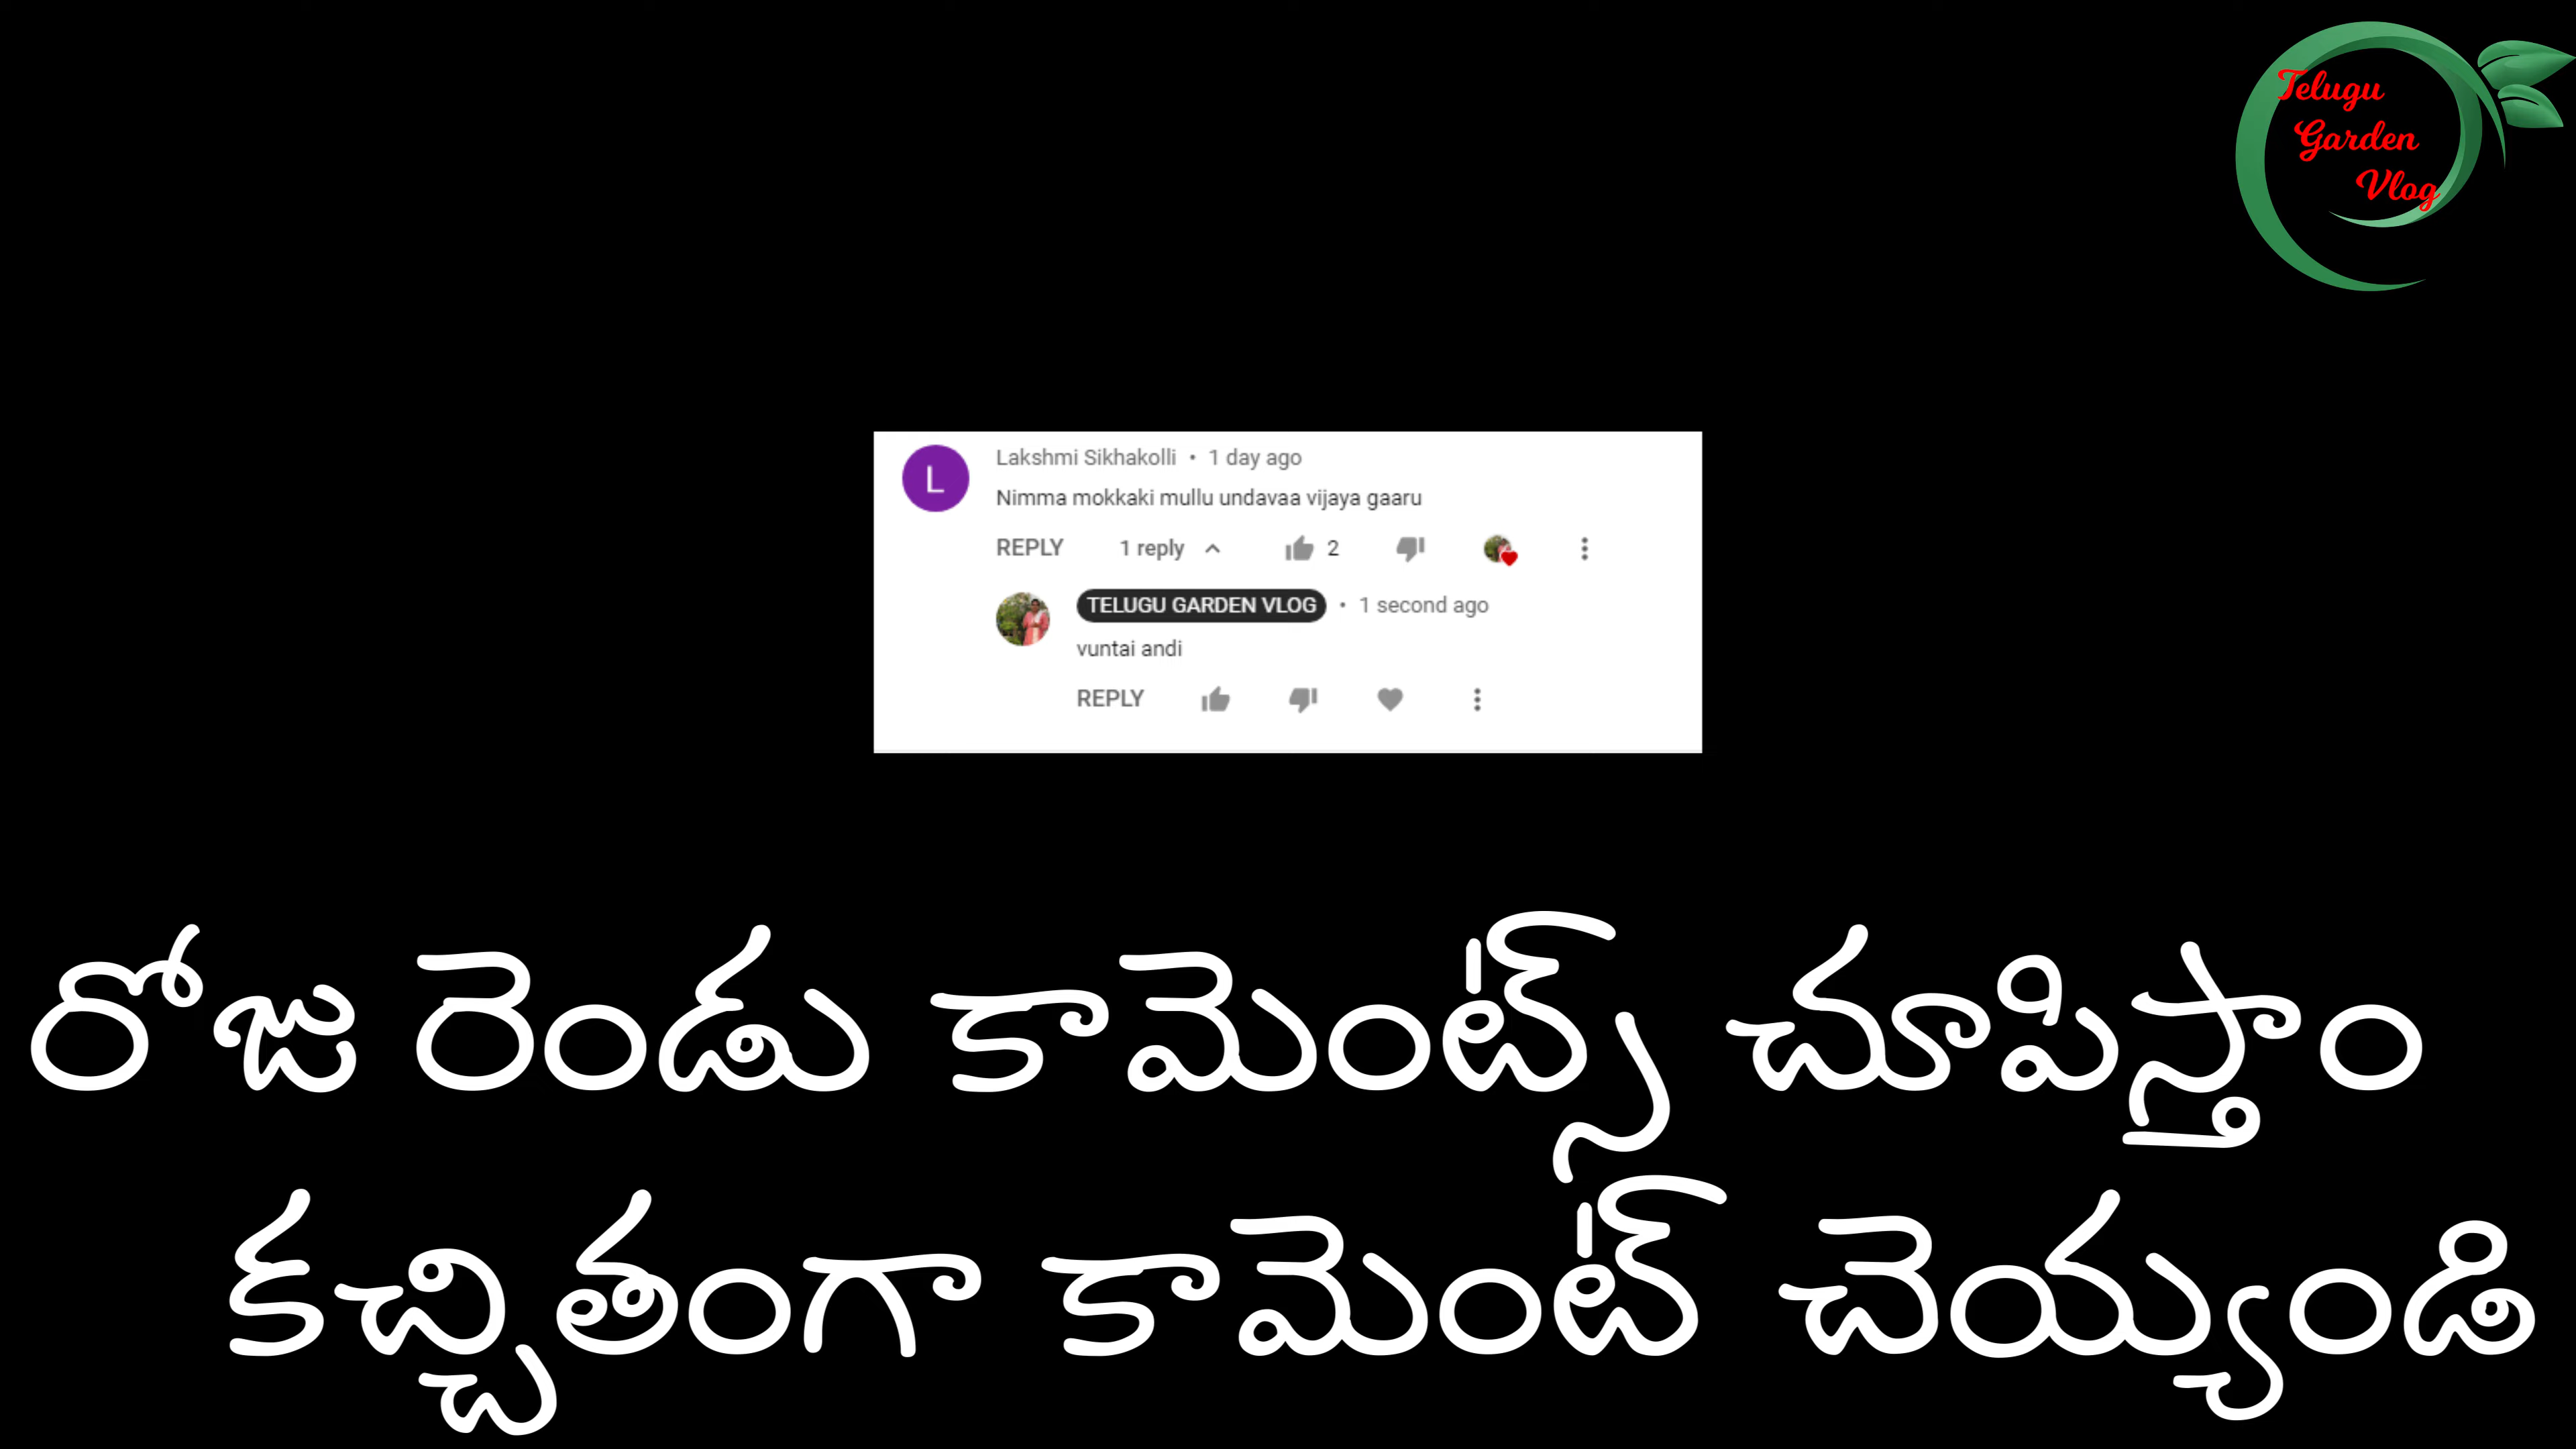 Telugu
Garden
Vlog
L
Lakshmi Sikhakolli • 1 day ago
Nimma mokkaki mullu undavaa vijaya gaaru
REPLY 1 reply 2
TELUGU GARDEN VLOG • 1 second ago
vuntai andi
REPLY
రోజు రెండు కామెంట్స్ చూపిస్తాం
కచ్చితంగా కామెంట్ చెయ్యండి